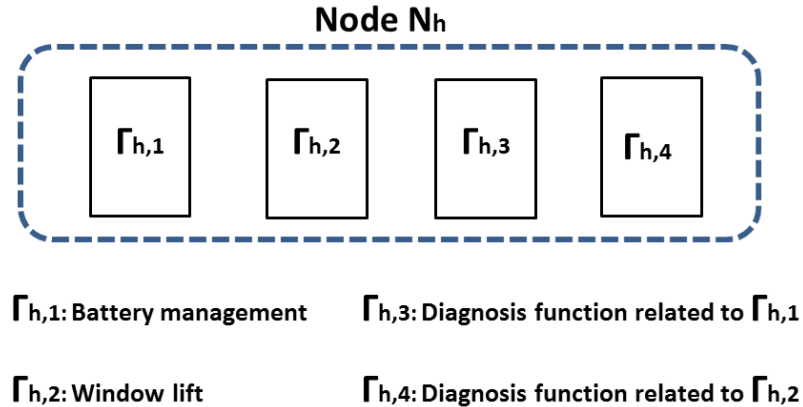 Node Nh
Γh,1
Γh,2
Γh,3
Γh,4
Γh,1: Battery management
Γh,3: Diagnosis function related to Γh,1
Γh,2: Window lift
Γh,4: Diagnosis function related to Γh,2